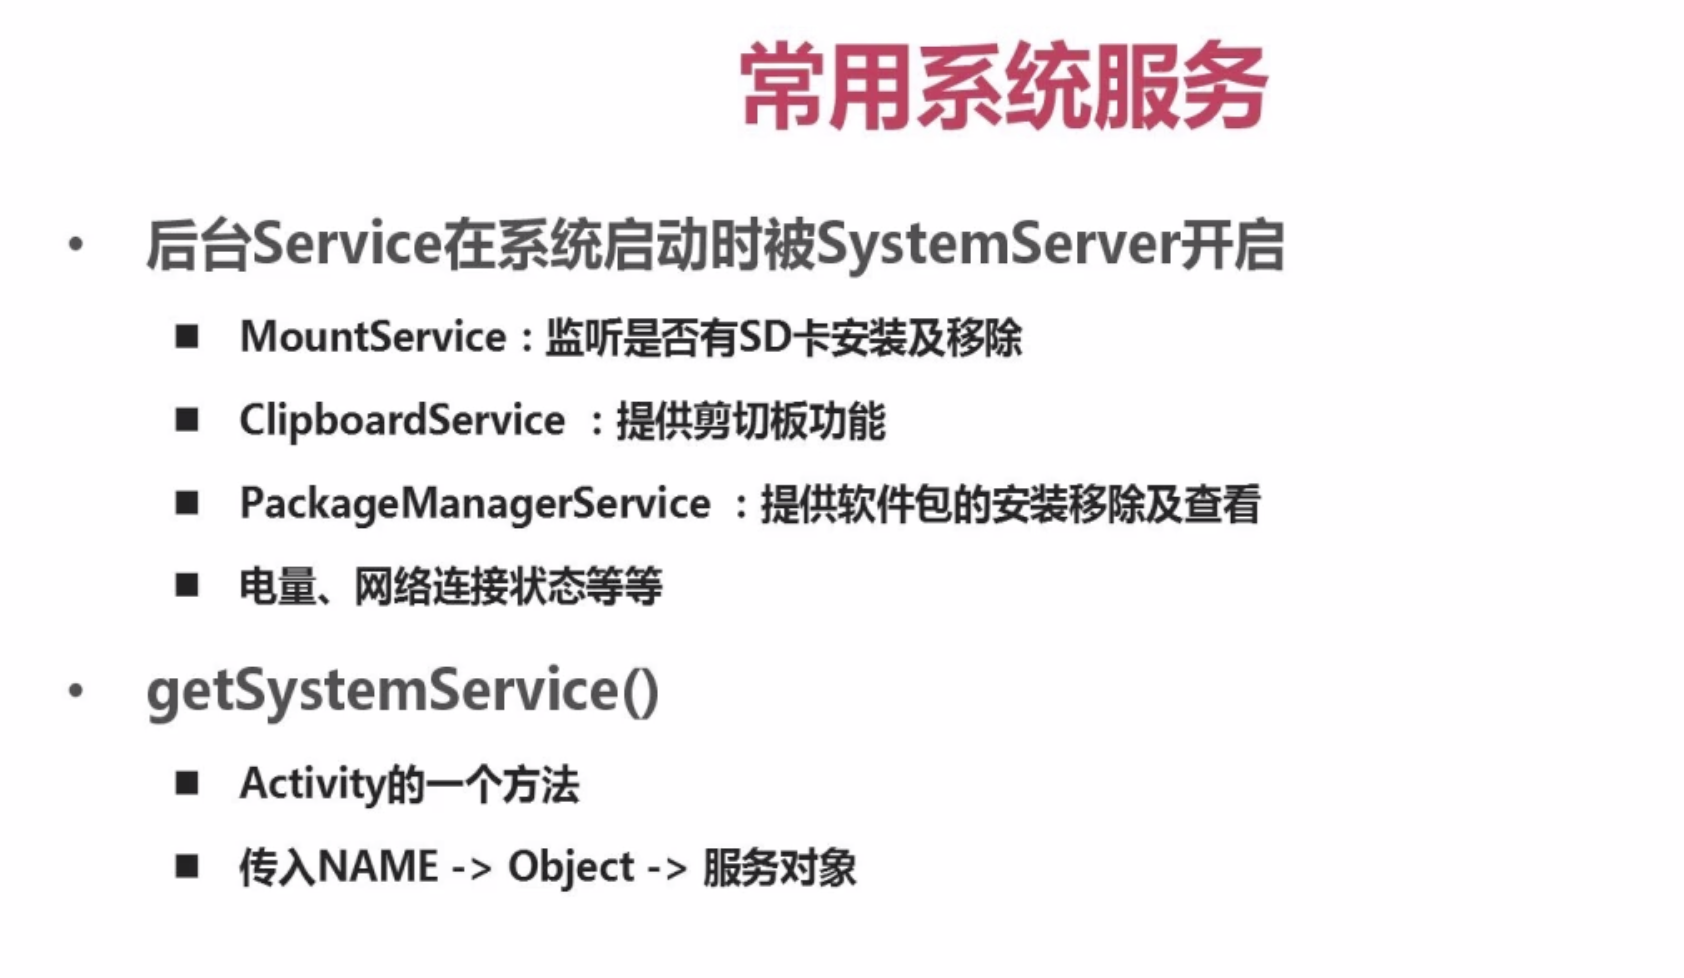 常用系统服务
• 后台Service在系统启动时被SystemServer开启
■ MountService：监听是否有SD卡安装及移除
■ ClipboardService ：提供剪切板功能
■ PackageManagerService ：提供软件包的安装移除及查看
■ 电量、网络连接状态等等
• getSystemService()
■ Activity的一个方法
■ 传入NAME -> Object -> 服务对象